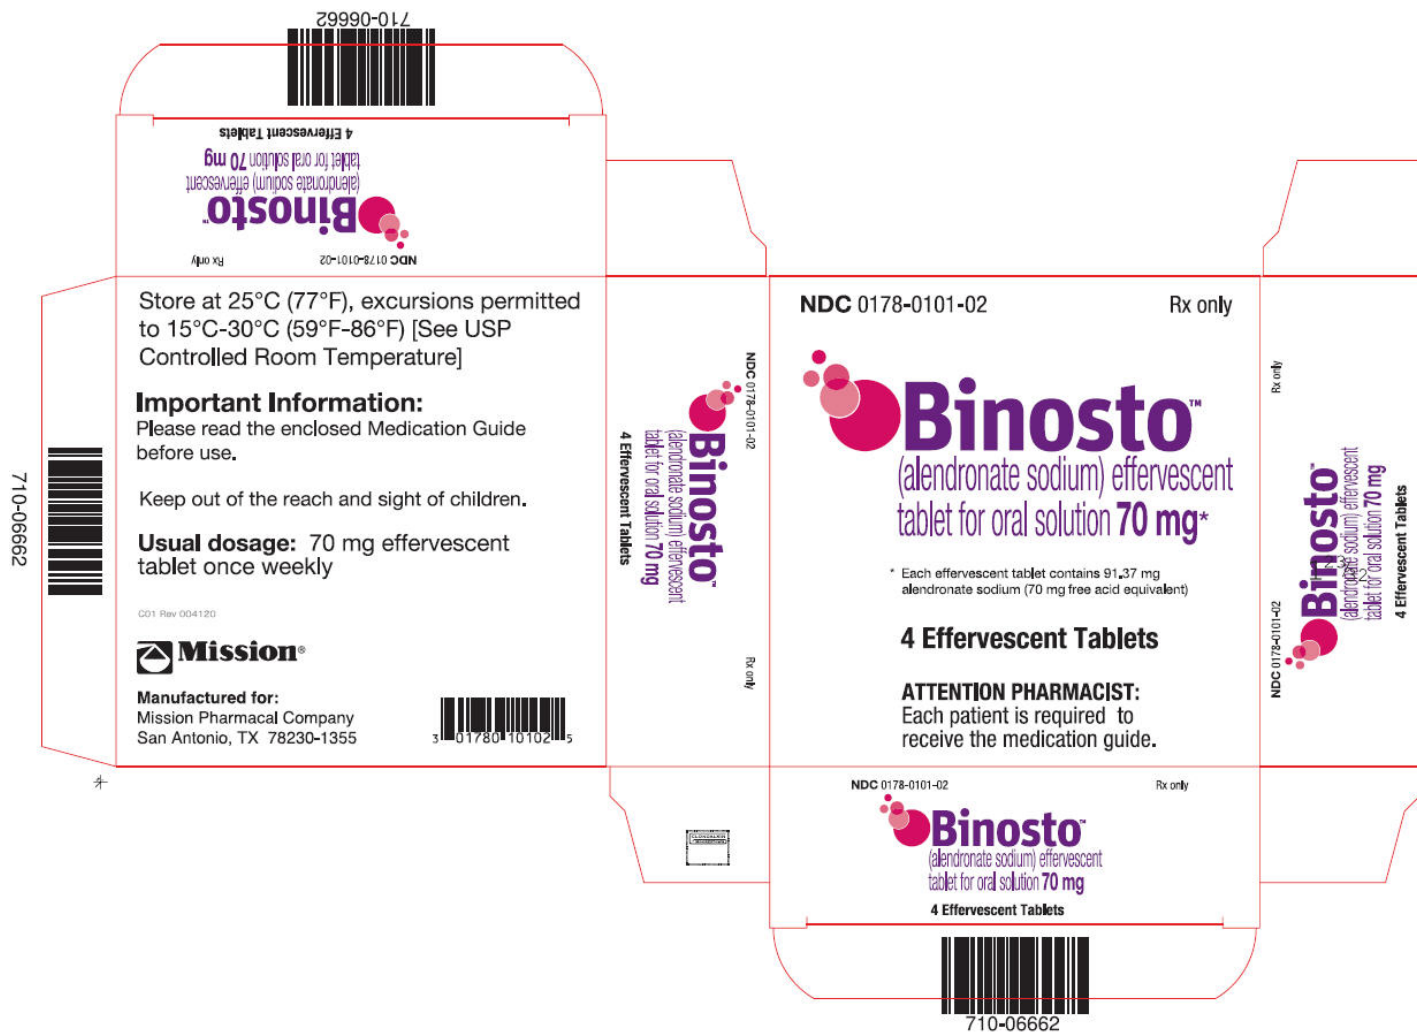 710-06662
4 Effervescent Tablets
tablet for oral solution 70 mg
(alendronate sodium) effervescent
Binosto™
NDC 0178-0101-02 Rx only
Store at 25°C (77°F), excursions permitted
to 15°C-30°C (59°F-86°F) [See USP
Controlled Room Temperature]
Important Information:
Please read the enclosed Medication Guide
before use.
Keep out of the reach and sight of children.
Usual dosage: 70 mg effervescent
tablet once weekly
C01 Rev 004120
Mission®
Manufactured for:
Mission Pharmacal Company
San Antonio, TX 78230-1355
3 01780 10102 5
710-06662
NDC 0178-0101-02 Rx only
Binosto™
(alendronate sodium) effervescent
tablet for oral solution 70 mg
4 Effervescent Tablets
NDC 0178-0101-02 Rx only
Binosto™
(alendronate sodium) effervescent
tablet for oral solution 70 mg*
* Each effervescent tablet contains 91.37 mg
alendronate sodium (70 mg free acid equivalent)
4 Effervescent Tablets
ATTENTION PHARMACIST:
Each patient is required to
receive the medication guide.
NDC 0178-0101-02 Rx only
Binosto™
(alendronate sodium) effervescent
tablet for oral solution 70 mg
4 Effervescent Tablets
NDC 0178-0101-02 Rx only
Binosto™
(alendronate sodium) effervescent
tablet for oral solution 70 mg
4 Effervescent Tablets
710-06662